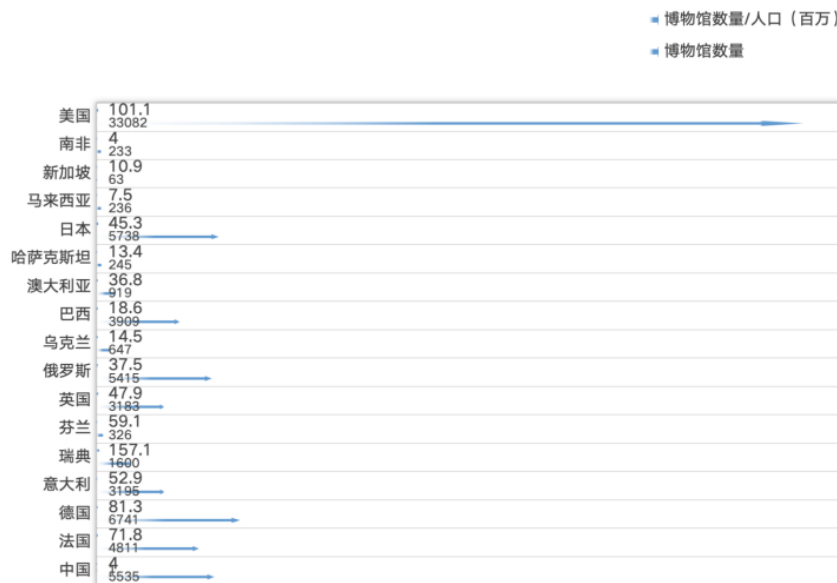 博物馆数量/人口（百万）
博物馆数量
美国 101.1
33082
南非 4
233
新加坡 10.9
63
马来西亚 7.5
236
日本 45.3
5738
哈萨克斯坦 13.4
245
澳大利亚 36.8
919
巴西 18.6
3909
乌克兰 14.5
647
俄罗斯 37.5
5415
英国 47.9
3183
芬兰 59.1
326
瑞典 157.1
1600
意大利 52.9
3195
德国 81.3
6741
法国 71.8
4811
中国 4
5535